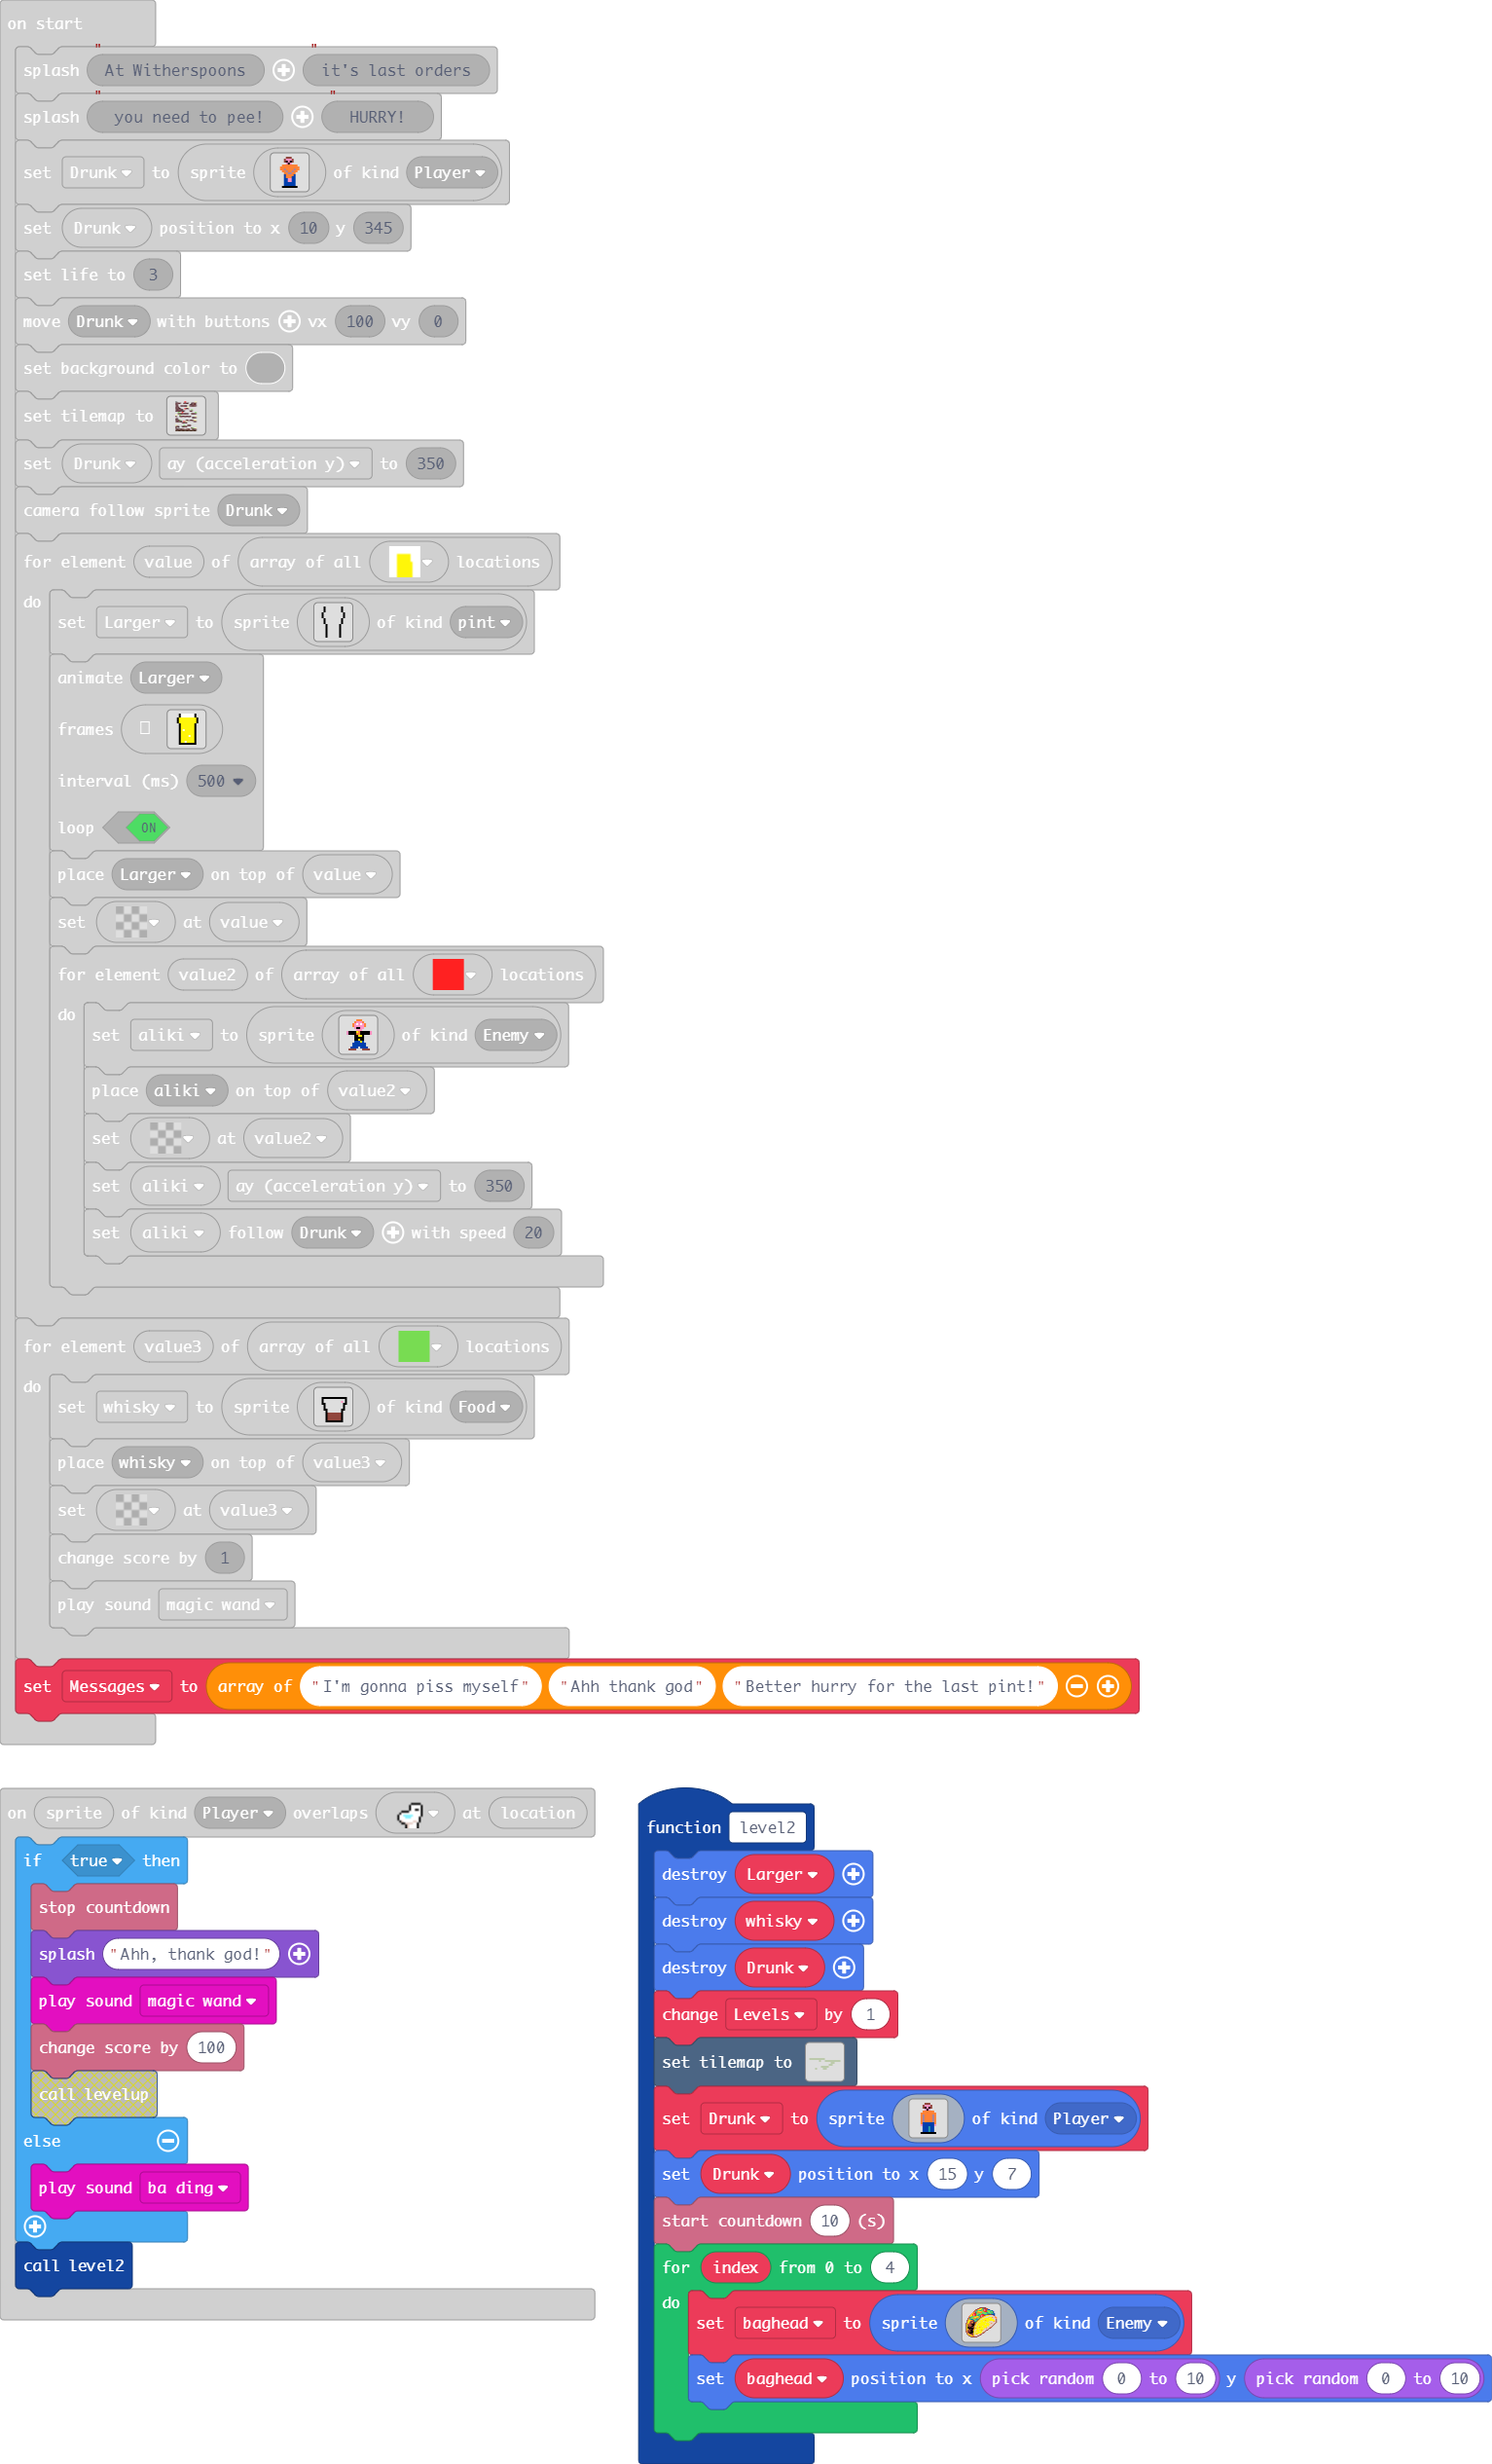 on start
splash " At Witherspoons " it's last orders
splash " you need to pee! " HURRY!
set Drunk to sprite of kind Player
set Drunk position to x 10 y 345
set life to 3
move Drunk with buttons vx 100 vy 0
set background color to
set tilemap to
set Drunk ay (acceleration y) to 350
camera follow sprite Drunk
for element value of array of all locations
do
set Larger to sprite of kind pint
animate Larger
frames
interval (ms) 500
loop ON
place Larger on top of value
set at value
for element value2 of array of all locations
do
set aliki to sprite of kind Enemy
place aliki on top of value2
set at value2
set aliki ay (acceleration y) to 350
set aliki follow Drunk with speed 20
for element value3 of array of all locations
do
set whisky to sprite of kind Food
place whisky on top of value3
set at value3
change score by 1
play sound magic wand
set Messages to array of "I'm gonna piss myself" "Ahh thank god" "Better hurry for the last pint!"
on sprite of kind Player overlaps at location
if true then
stop countdown
splash "Ahh, thank god!"
play sound magic wand
change score by 100
call levelup
else
play sound ba ding
call level2
function level2
destroy Larger
destroy whisky
destroy Drunk
change Levels by 1
set tilemap to
set Drunk to sprite of kind Player
set Drunk position to x 15 y 7
start countdown 10 (s)
for index from 0 to 4
do
set baghead to sprite of kind Enemy
set baghead position to x pick random 0 to 10 y pick random 0 to 10